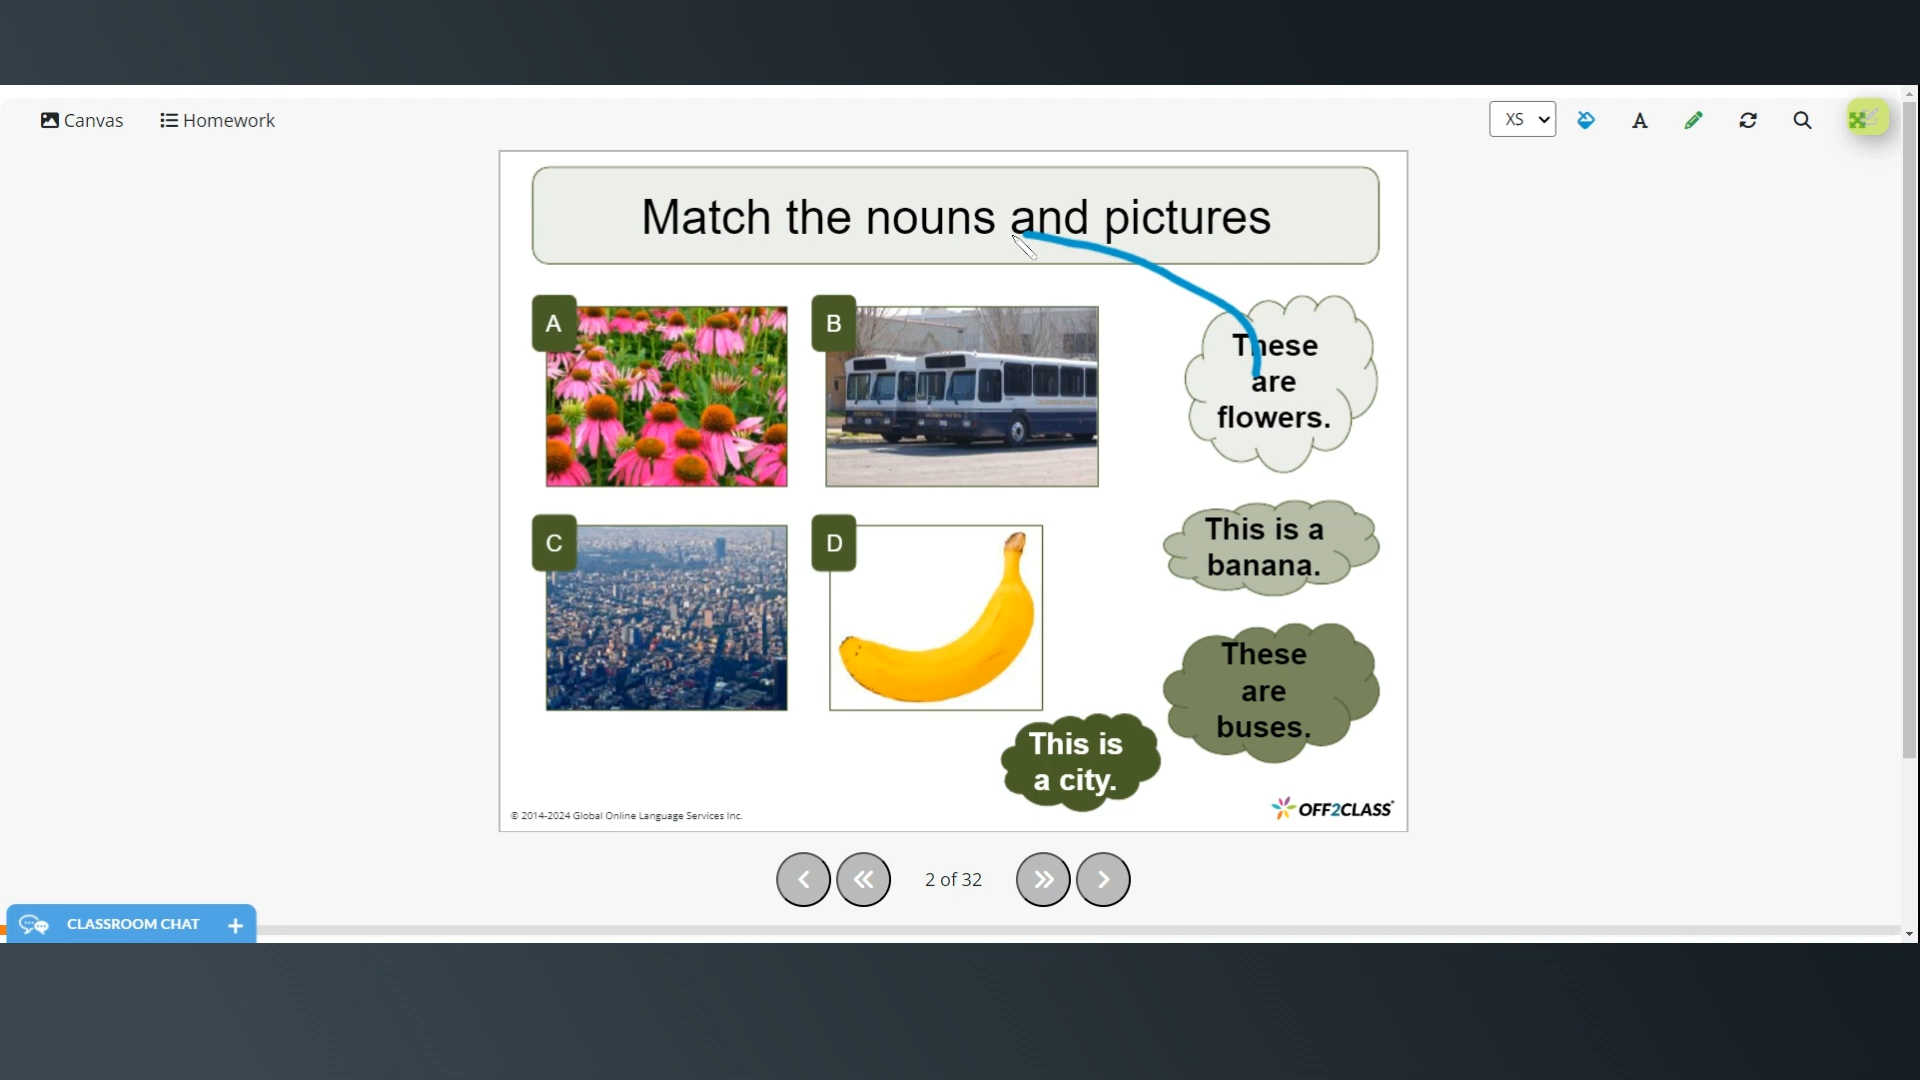 Canvas
Homework
XS
A
Match the nouns and pictures
A
B
These
are
flowers.
C
D
This is a
banana.
These
are
buses.
This is
a city.
© 2014-2024 Global Online Language Services Inc.
OFF2CLASS
2 of 32
CLASSROOM CHAT +